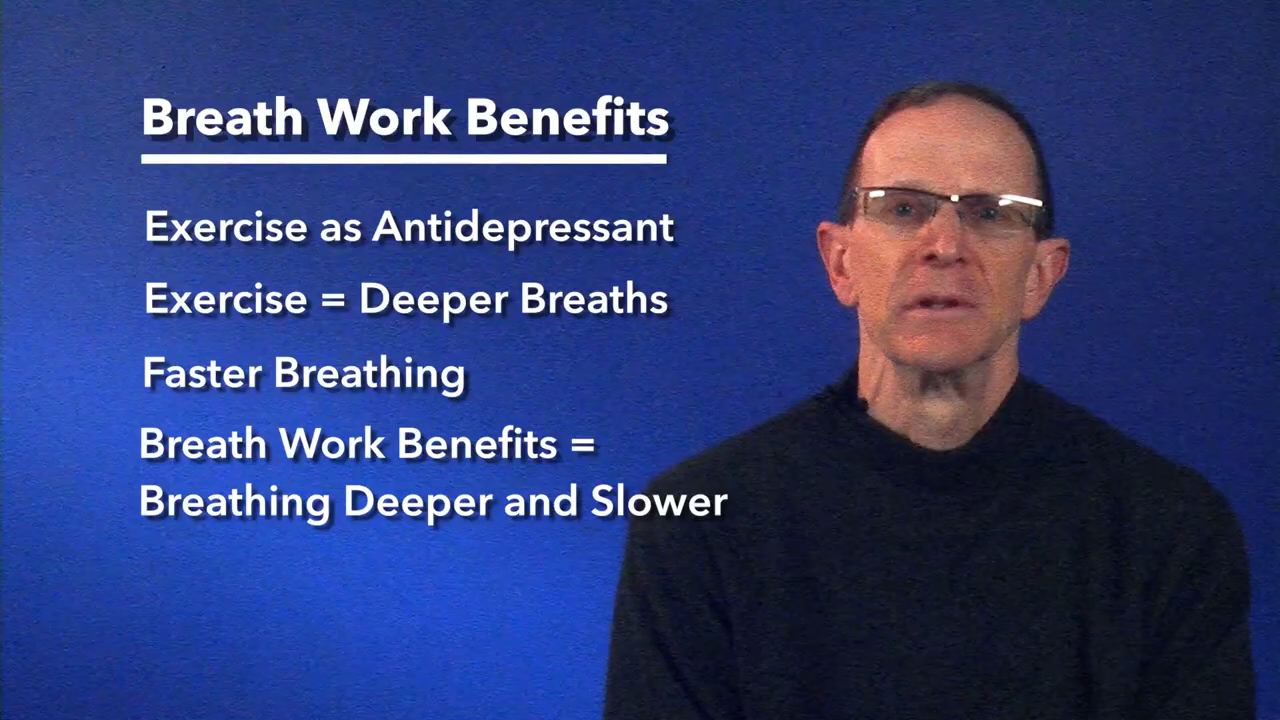 Breath Work Benefits
Exercise as Antidepressant
Exercise = Deeper Breaths
Faster Breathing
Breath Work Benefits =
Breathing Deeper and Slower